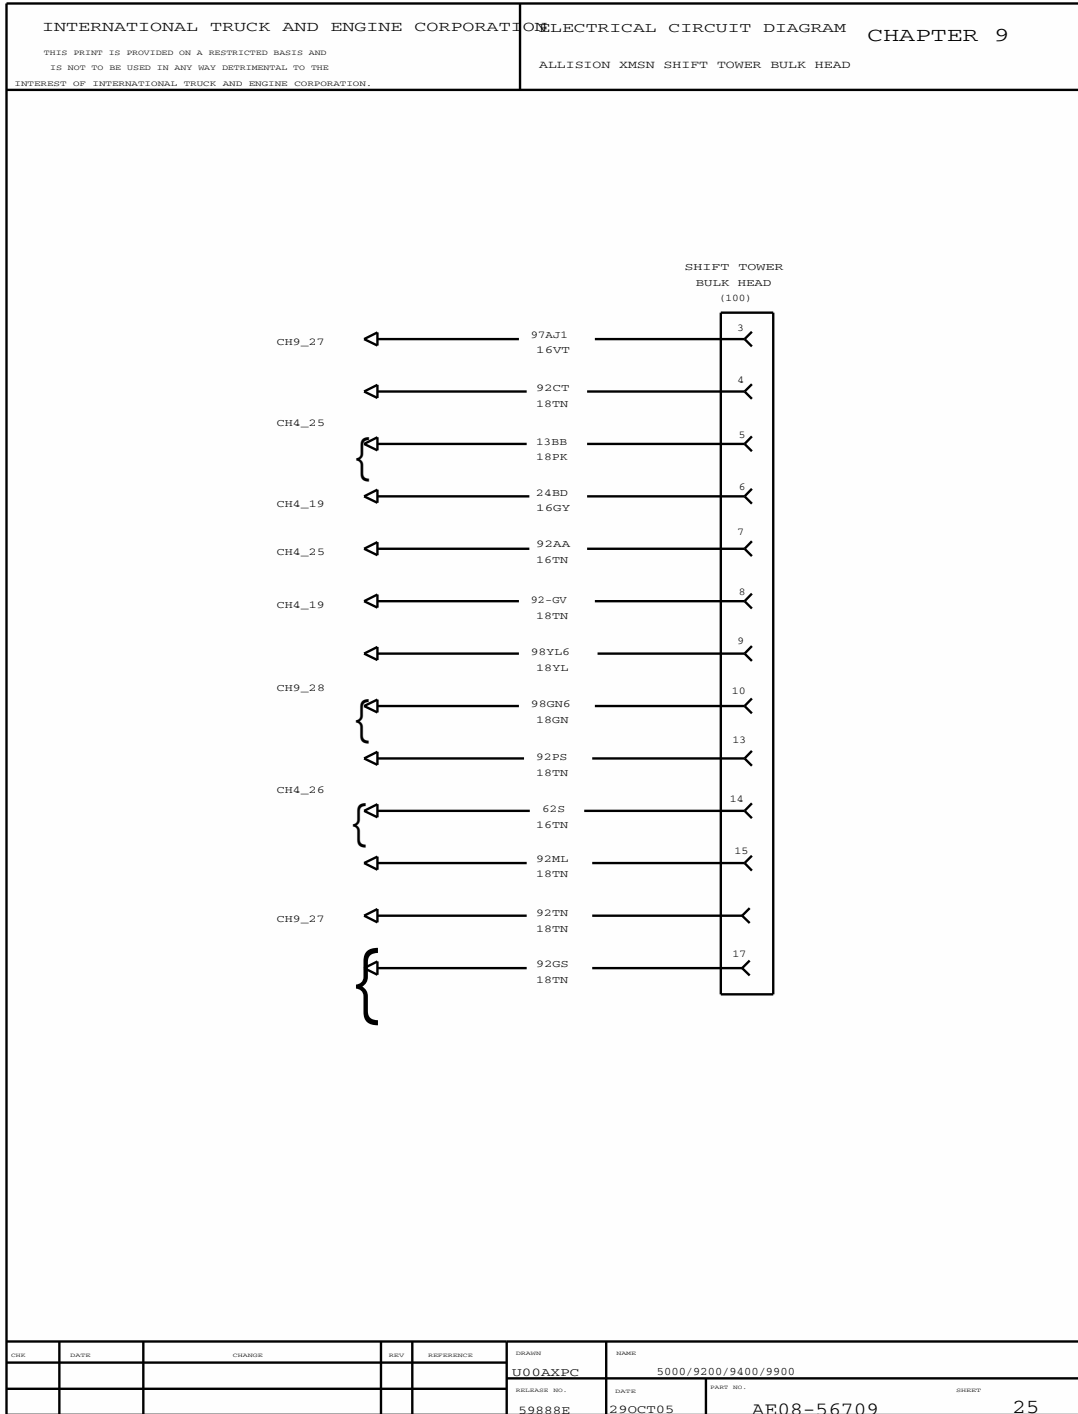 INTERNATIONAL TRUCK AND ENGINE CORPORATION
THIS PRINT IS PROVIDED ON A RESTRICTED BASIS AND
IS NOT TO BE USED IN ANY WAY DETRIMENTAL TO THE
INTEREST OF INTERNATIONAL TRUCK AND ENGINE CORPORATION.
ELECTRICAL CIRCUIT DIAGRAM
ALLISION XMSN SHIFT TOWER BULK HEAD
CHAPTER 9
SHIFT TOWER
BULK HEAD
(100)
CH9_27 97AJ1 3
16VT
92CT 4
18TN
CH4_25
13BB 5
18PK
CH4_19 24BD 6
16GY
CH4_25 92AA 7
16TN
CH4_19 92-GV 8
18TN
98YL6 9
18YL
CH9_28
98GN6 10
18GN
92PS 13
18TN
CH4_26
62S 14
16TN
92ML 15
18TN
CH9_27 92TN
18TN
92GS 17
18TN
CHK DATE CHANGE REV REFERENCE
DRAWN
U00AXPC
NAME
5000/9200/9400/9900
RELEASE NO.
59888E
DATE
29OCT05
PART NO.
AE08-56709
SHEET
25